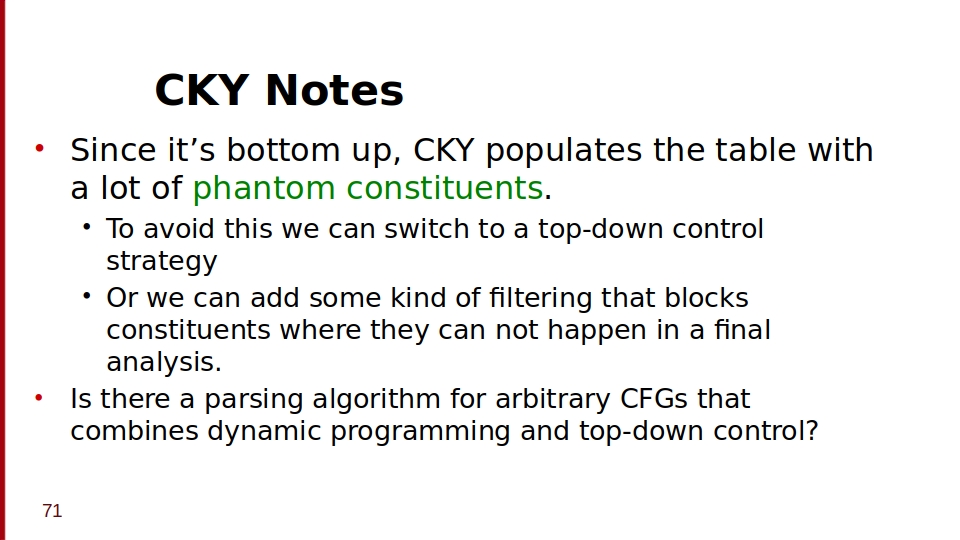 CKY Notes
• Since it’s bottom up, CKY populates the table with
a lot of phantom constituents.
• To avoid this we can switch to a top-down control
strategy
• Or we can add some kind of filtering that blocks
constituents where they can not happen in a final
analysis.
• Is there a parsing algorithm for arbitrary CFGs that
combines dynamic programming and top-down control?
71